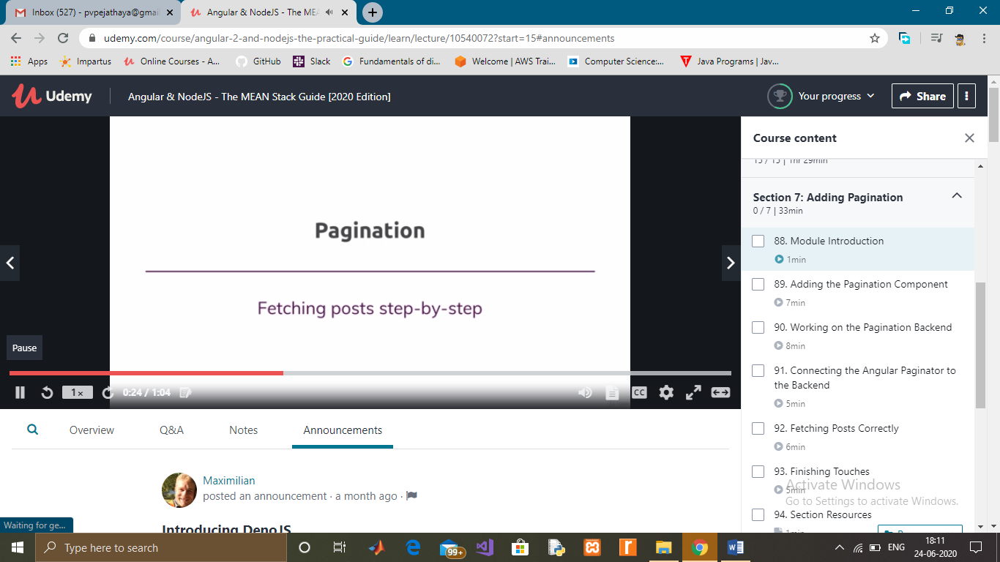 Inbox (527) - pvpejathaya@gmai
Angular & NodeJS - The MEA
udemy.com/course/angular-2-and-nodejs-the-practical-guide/learn/lecture/10540072?start=15#announcements
Apps Impartus Online Courses - A... GitHub Slack Fundamentals of di... Welcome | AWS Trai... Computer Science:... Java Programs | Jav...
Udemy Angular & NodeJS - The MEAN Stack Guide [2020 Edition] Your progress Share
Pagination
Fetching posts step-by-step
Pause
1x 0:24 / 1:04 CC
Course content
15 / 15 | 1hr 29min
Section 7: Adding Pagination
0 / 7 | 33min
88. Module Introduction
1min
89. Adding the Pagination Component
7min
90. Working on the Pagination Backend
8min
91. Connecting the Angular Paginator to
the Backend
5min
92. Fetching Posts Correctly
6min
93. Finishing Touches
5min
94. Section Resources
1min
Activate Windows
Go to Settings to activate Windows.
Overview Q&A Notes Announcements
Maximilian
posted an announcement · a month ago ·
Introducing DenoJS
Waiting for ge...
Type here to search
99+
ENG
18:11
24-06-2020